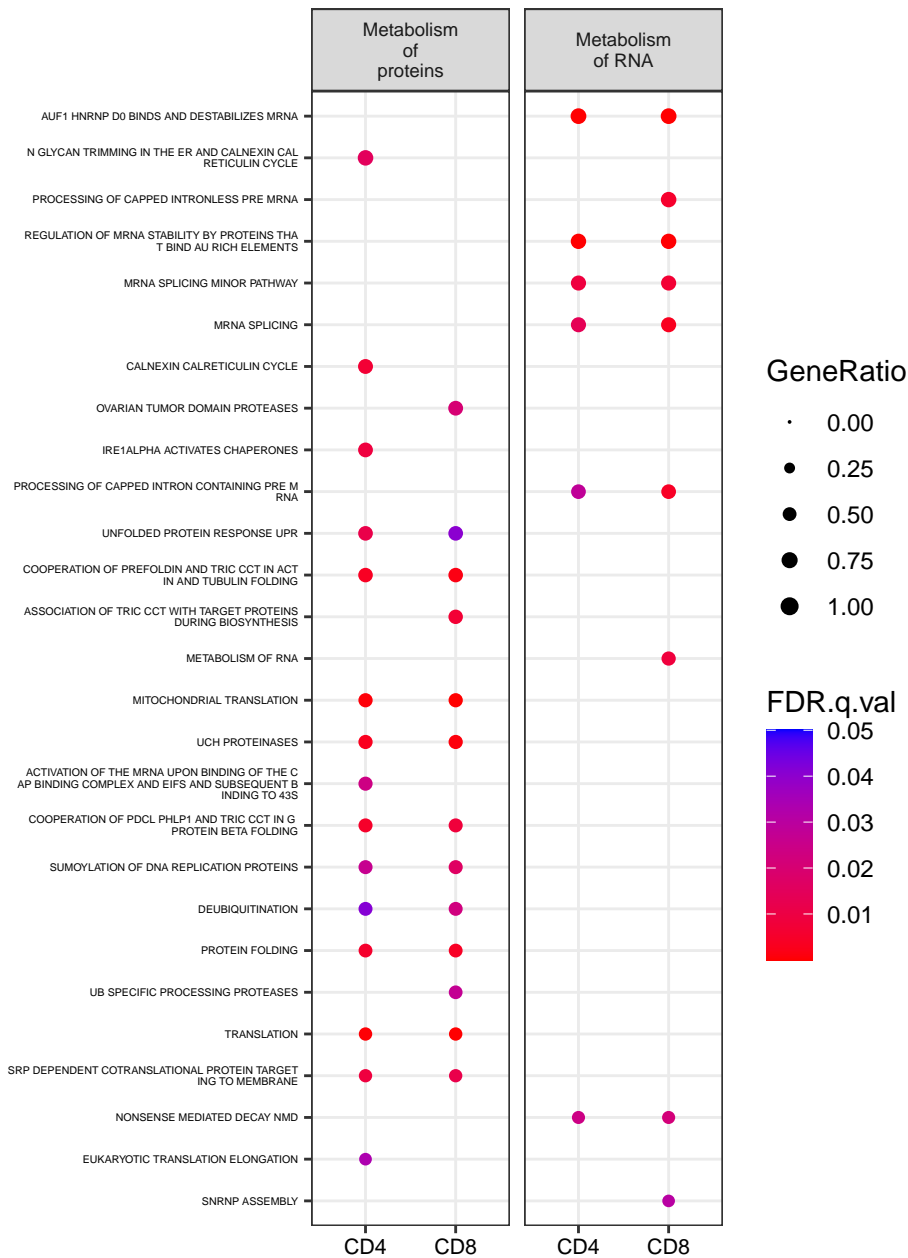 Metabolism
of
proteins
Metabolism
of RNA
AUF1 HNRNP D0 BINDS AND DESTABILIZES MRNA
N GLYCAN TRIMMING IN THE ER AND CALNEXIN CAL
RETICULIN CYCLE
PROCESSING OF CAPPED INTRONLESS PRE MRNA
REGULATION OF MRNA STABILITY BY PROTEINS THA
T BIND AU RICH ELEMENTS
MRNA SPLICING MINOR PATHWAY
MRNA SPLICING
CALNEXIN CALRETICULIN CYCLE
OVARIAN TUMOR DOMAIN PROTEASES
IRE1ALPHA ACTIVATES CHAPERONES
PROCESSING OF CAPPED INTRON CONTAINING PRE M
RNA
UNFOLDED PROTEIN RESPONSE UPR
COOPERATION OF PREFOLDIN AND TRIC CCT IN ACT
IN AND TUBULIN FOLDING
ASSOCIATION OF TRIC CCT WITH TARGET PROTEINS
DURING BIOSYNTHESIS
METABOLISM OF RNA
MITOCHONDRIAL TRANSLATION
UCH PROTEINASES
ACTIVATION OF THE MRNA UPON BINDING OF THE C
AP BINDING COMPLEX AND EIFS AND SUBSEQUENT B
INDING TO 43S
COOPERATION OF PDCL PHLP1 AND TRIC CCT IN G
PROTEIN BETA FOLDING
SUMOYLATION OF DNA REPLICATION PROTEINS
DEUBIQUITINATION
PROTEIN FOLDING
UB SPECIFIC PROCESSING PROTEASES
TRANSLATION
SRP DEPENDENT COTRANSLATIONAL PROTEIN TARGET
ING TO MEMBRANE
NONSENSE MEDIATED DECAY NMD
EUKARYOTIC TRANSLATION ELONGATION
SNRNP ASSEMBLY
CD4 CD8 CD4 CD8
GeneRatio
0.00
0.25
0.50
0.75
1.00
FDR.q.val
0.05
0.04
0.03
0.02
0.01